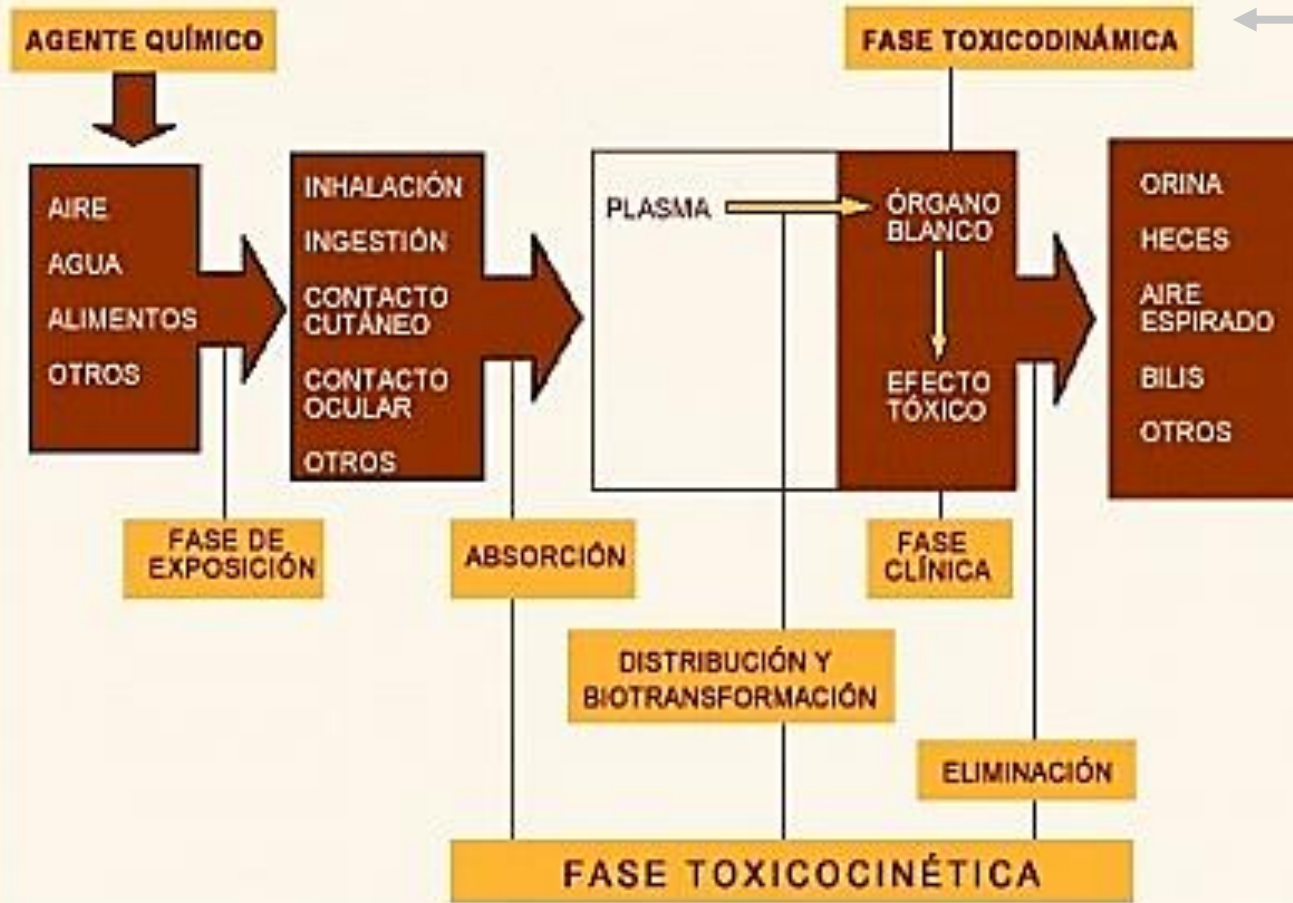 AGENTE QUÍMICO
FASE TOXICODINÁMICA
AIRE
AGUA
ALIMENTOS
OTROS
INHALACIÓN
INGESTIÓN
CONTACTO
CUTÁNEO
CONTACTO
OCULAR
OTROS
PLASMA
ÓRGANO
BLANCO
EFECTO
TÓXICO
ORINA
HECES
AIRE
ESPIRADO
BILIS
OTROS
FASE DE
EXPOSICIÓN
ABSORCIÓN
FASE
CLÍNICA
DISTRIBUCIÓN Y
BIOTRANSFORMACIÓN
ELIMINACIÓN
FASE TOXICOCINÉTICA